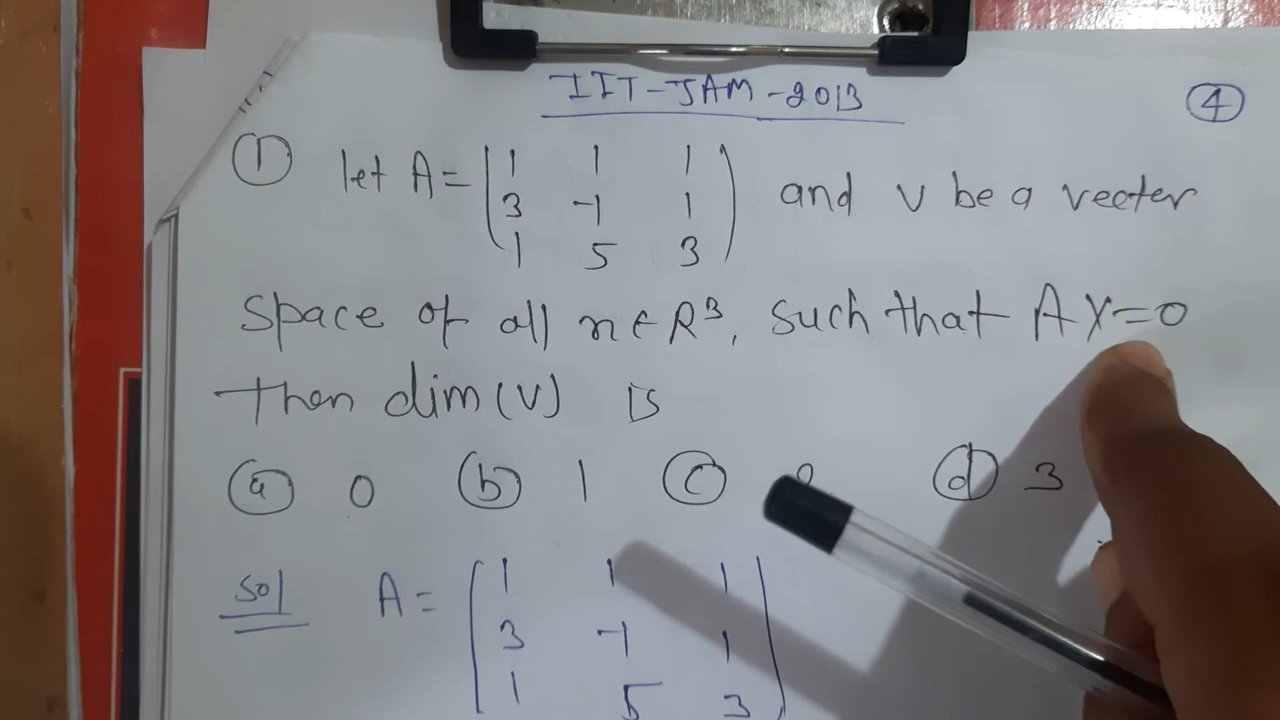 IIT-JAM-2013
4
① let A = (1 1 1 and V be a vecter
3 -1 1
1 5 3)
Space of all n ∈ R³, such that AX=0
then dim(V) is
ⓐ 0 ⓑ 1 ⓒ ⓓ 3
Sol A = [1 1 1
3 -1 1
1 5 3